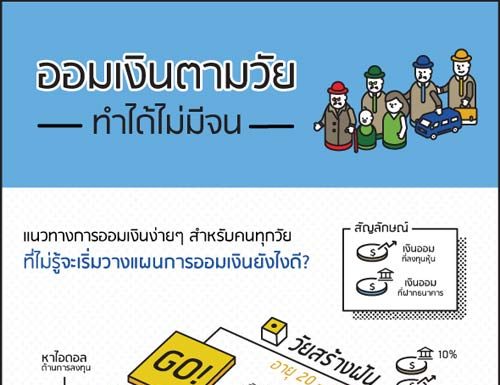 ออมเงินตามวัย
ทำได้ไม่มีจน
แนวทางการออมเงินง่ายๆ สำหรับคนทุกวัย
ที่ไม่รู้จะเริ่มวางแผนการออมเงินยังไงดี?
สัญลักษณ์
$
เงินออม
ที่ลงทุนหุ้น
$
เงินออม
ที่ฝากธนาคาร
หาไอดอล
ด้านการลงทุน
GO!
วัยสร้างฝัน
อายุ 20
10%
$